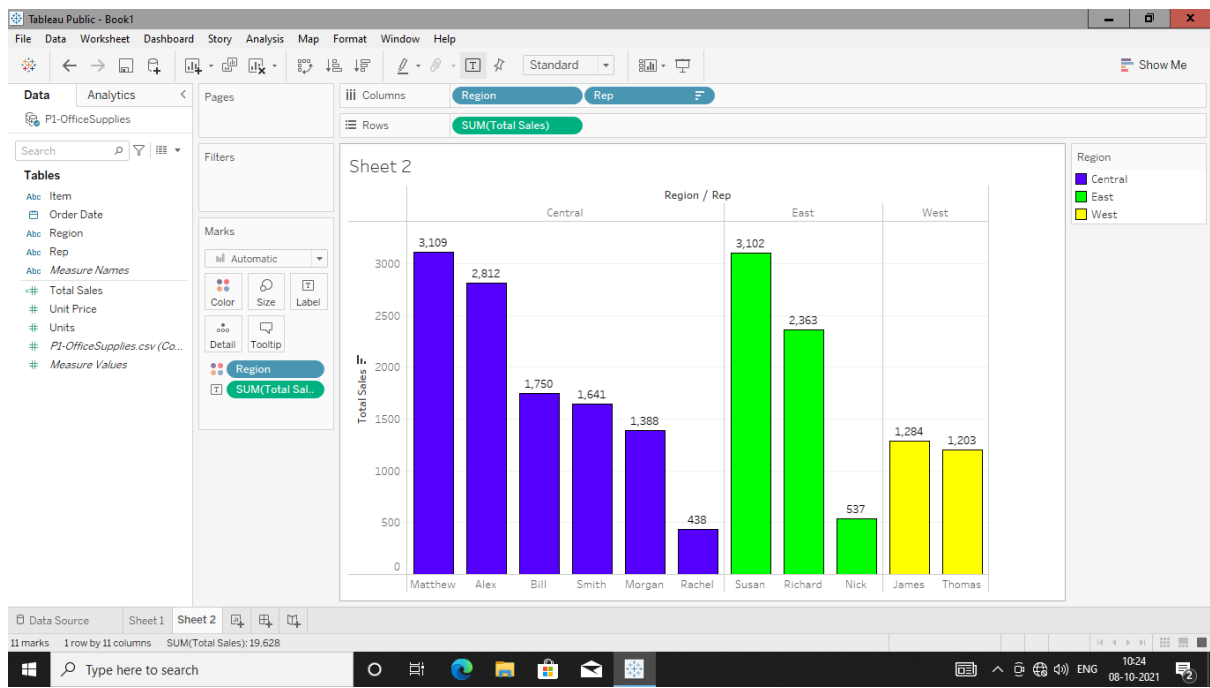 Tableau Public - Book1
File Data Worksheet Dashboard Story Analysis Map Format Window Help
Standard
Show Me
Data Analytics
P1-OfficeSupplies
Search
Tables
Abc Item
Order Date
Abc Region
Abc Rep
Abc Measure Names
Total Sales
Unit Price
Units
P1-OfficeSupplies.csv (Co...
Measure Values
Pages
Filters
Marks
Automatic
Color Size Label
Detail Tooltip
Region
SUM(Total Sal..
Columns Region Rep
Rows SUM(Total Sales)
Sheet 2
Region / Rep
Central East West
3,109 2,812 1,750 1,641 1,388 438 3,102 2,363 537 1,284 1,203
Total Sales
3000
2500
2000
1500
1000
500
0
Matthew Alex Bill Smith Morgan Rachel Susan Richard Nick James Thomas
Region
Central
East
West
Data Source Sheet 1 Sheet 2
11 marks 1 row by 11 columns SUM(Total Sales): 19,628
Type here to search
ENG
10:24
08-10-2021
2